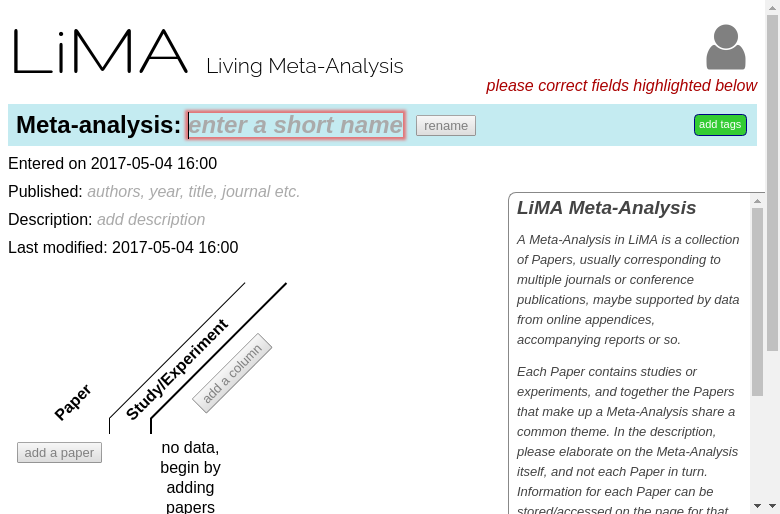 LiMA Living Meta-Analysis
please correct fields highlighted below
Meta-analysis: enter a short name rename add tags
Entered on 2017-05-04 16:00
Published: authors, year, title, journal etc.
Description: add description
Last modified: 2017-05-04 16:00
Paper
Study/Experiment
add a column
add a paper
no data,
begin by
adding
papers
LiMA Meta-Analysis
A Meta-Analysis in LiMA is a collection
of Papers, usually corresponding to
multiple journals or conference
publications, maybe supported by data
from online appendices,
accompanying reports or so.
Each Paper contains studies or
experiments, and together the Papers
that make up a Meta-Analysis share a
common theme. In the description,
please elaborate on the Meta-Analysis
itself, and not each Paper in turn.
Information for each Paper can be
stored/accessed on the page for that